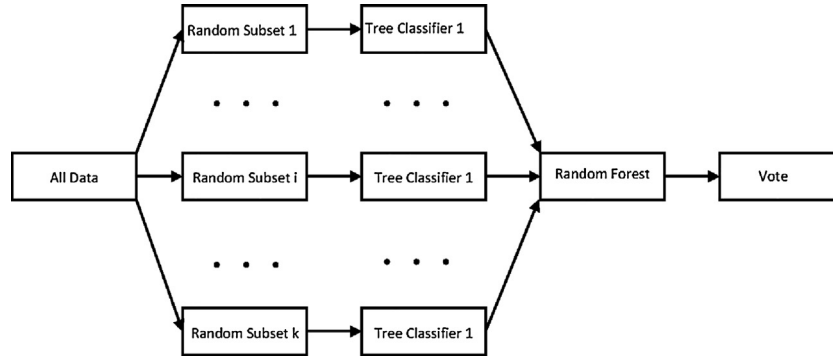 Random Subset 1
Tree Classifier 1
All Data
Random Subset i
Tree Classifier 1
Random Forest
Vote
Random Subset k
Tree Classifier 1